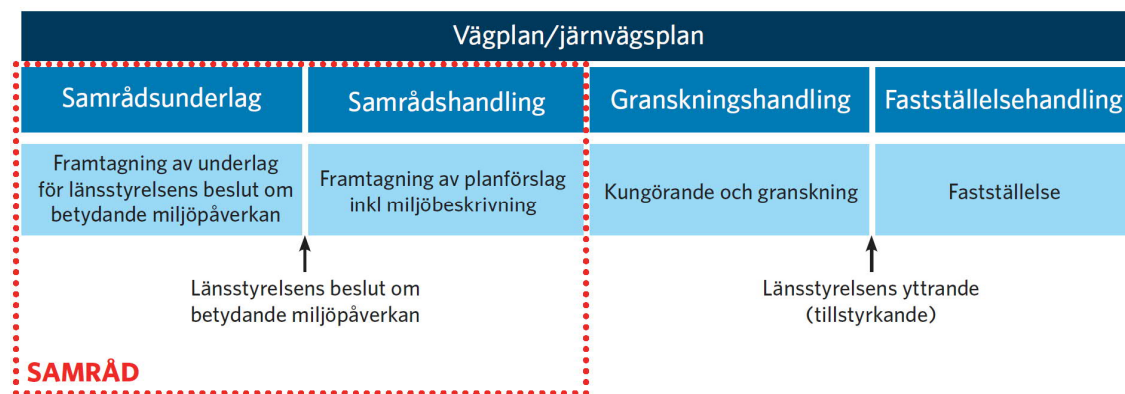 Vägplan/järnvägsplan
Samrådsunderlag
Samrådshandling
Granskningshandling
Fastställelsehandling
Framtagning av underlag
för länsstyrelsens beslut om
betydande miljöpåverkan
Framtagning av planförslag
inkl miljöbeskrivning
Kungörande och granskning
Fastställelse
Länsstyrelsens beslut om
betydande miljöpåverkan
Länsstyrelsens yttrande
(tillstyrkande)
SAMRÅD